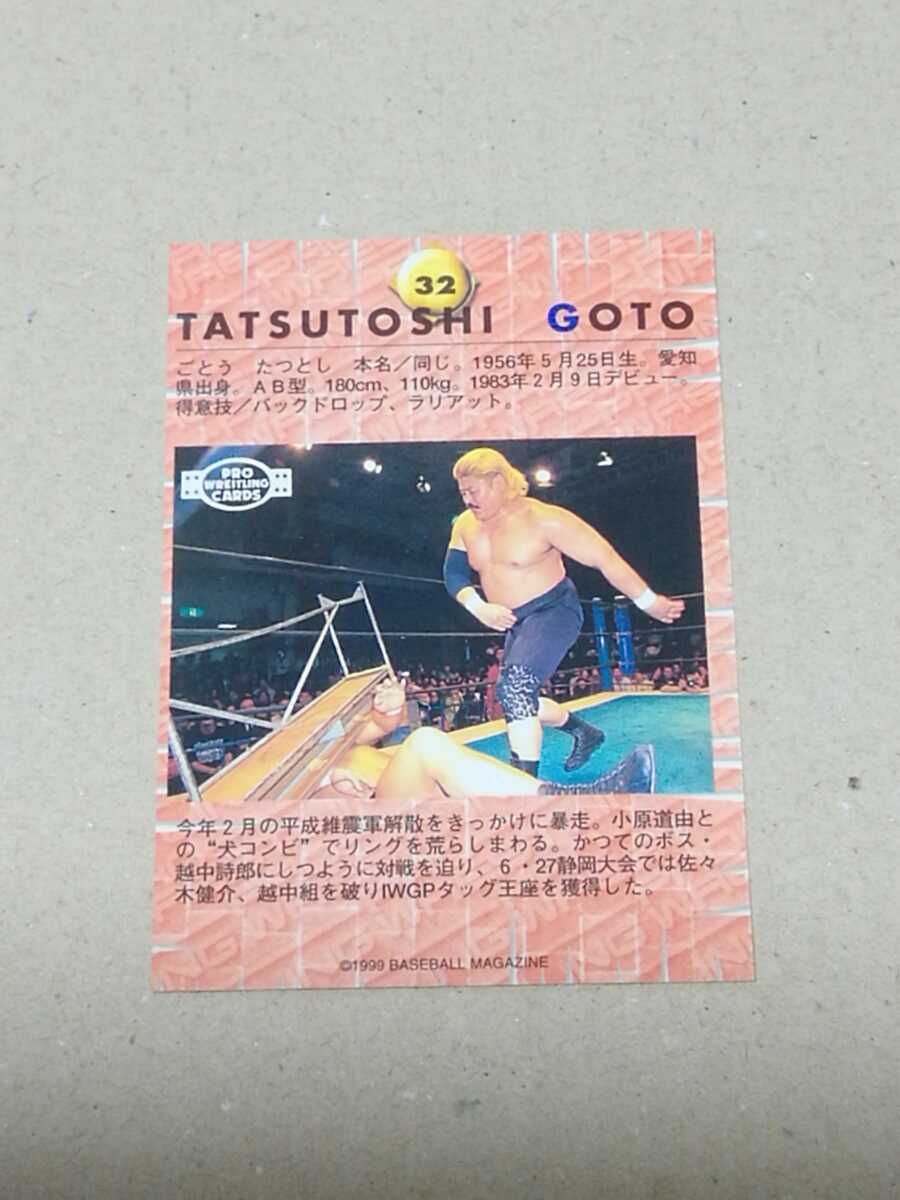 32
TATSUTOSHI GOTO
ごとう たつとし 本名／同じ。1956年5月25日生。愛知
県出身。AB型。180cm、110kg。1983年2月9日デビュー。
得意技／バックドロップ、ラリアット。
PRO
WRESTLING
CARDS
今年2月の平成維震軍解散をきっかけに暴走。小原道由と
の“犬コンビ”でリングを荒らしまわる。かつてのボス・
越中詩郎にしつように対戦を迫り、6・27静岡大会では佐々
木健介、越中組を破りIWGPタッグ王座を獲得した。
©1999 BASEBALL MAGAZINE